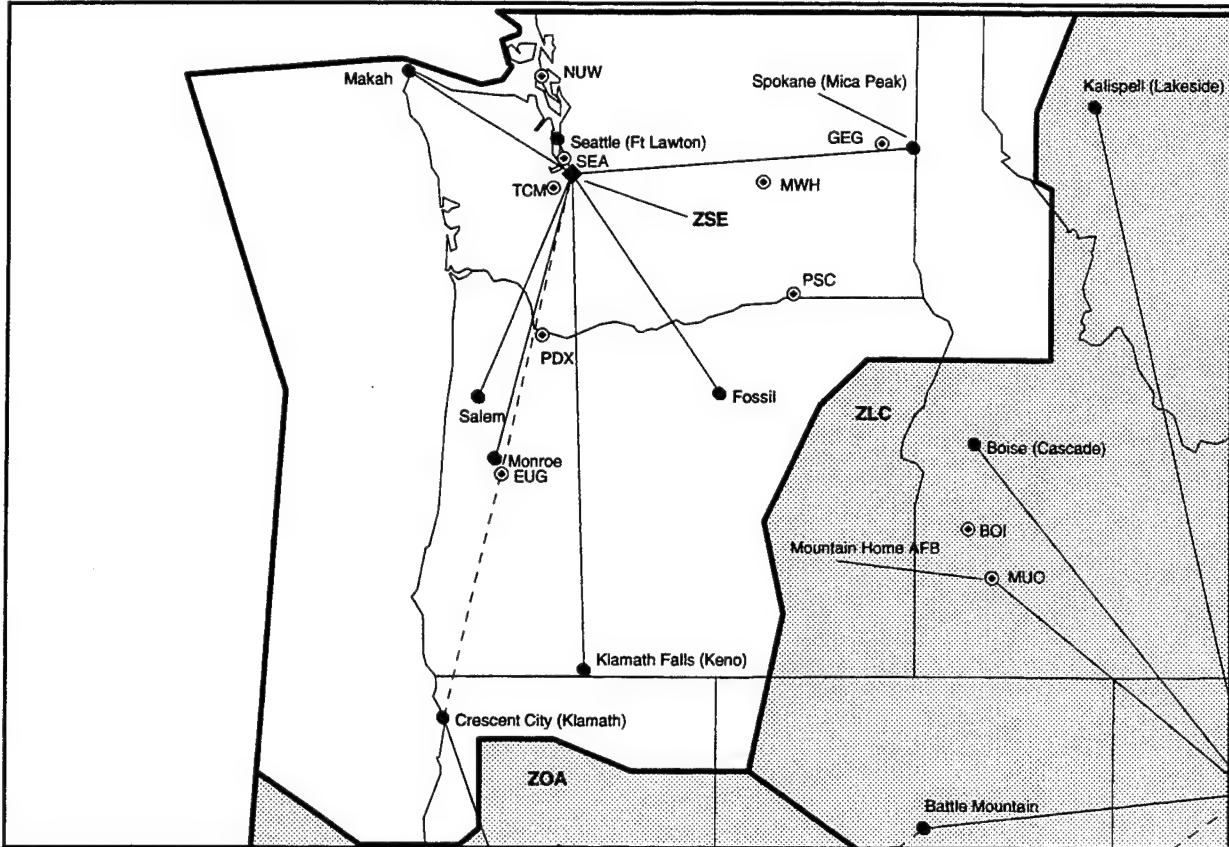 Makah
NUW
Spokane (Mica Peak)
Kalispell (Lakeside)
Seattle (Ft Lawton)
GEG
SEA
TCM
MWH
ZSE
PSC
PDX
Salem
Fossil
ZLC
Monroe
EUG
Boise (Cascade)
BOI
Mountain Home AFB
MUO
Klamath Falls (Keno)
Crescent City (Klamath)
ZOA
Battle Mountain